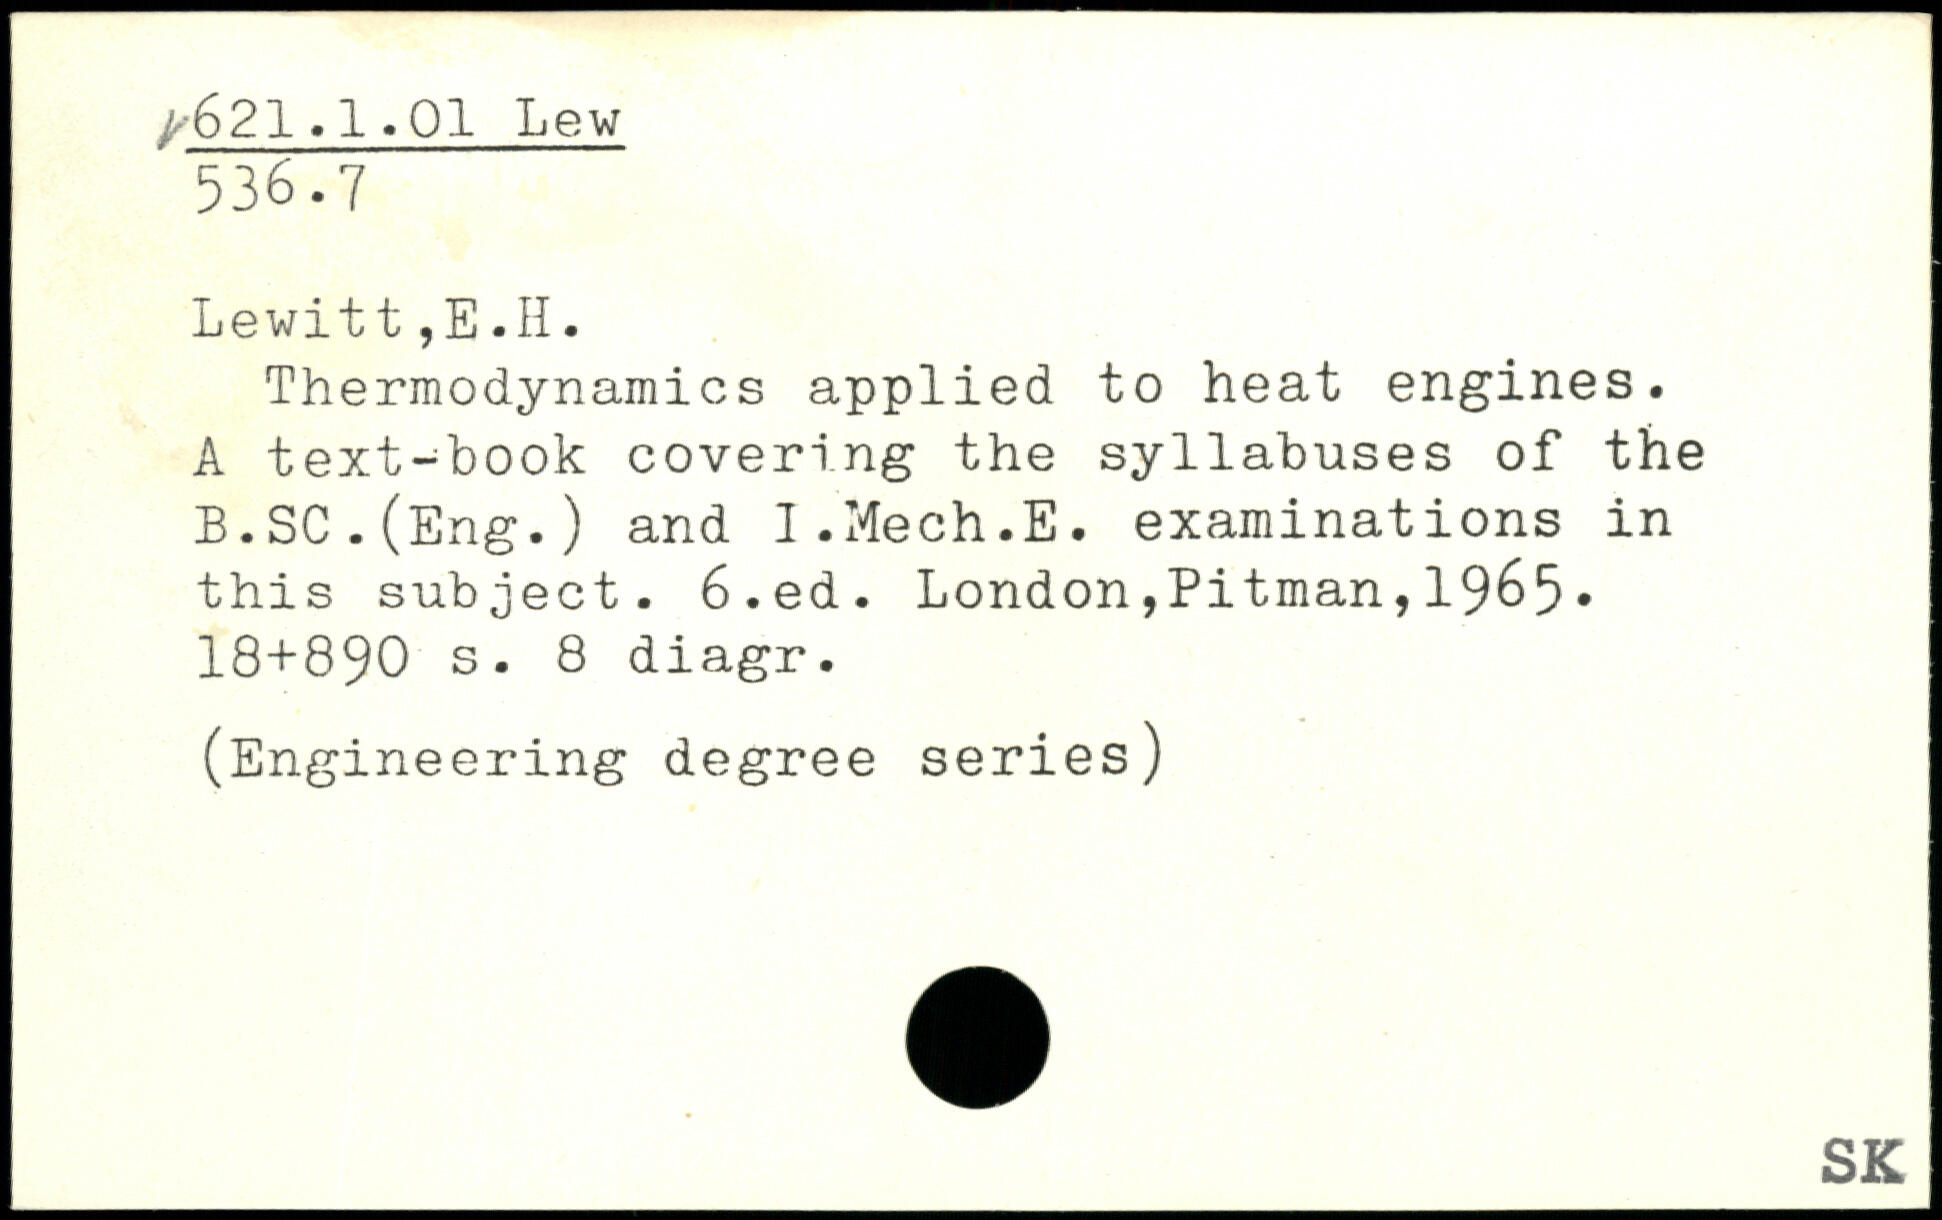 621.1.01 Lew
536.7
Lewitt,E.H.
Thermodynamics applied to heat engines.
A text-book covering the syllabuses of the
B.SC.(Eng.) and I.Mech.E. examinations in
this subject. 6.ed. London,Pitman,1965.
18+890 s. 8 diagr.
(Engineering degree series)
SK